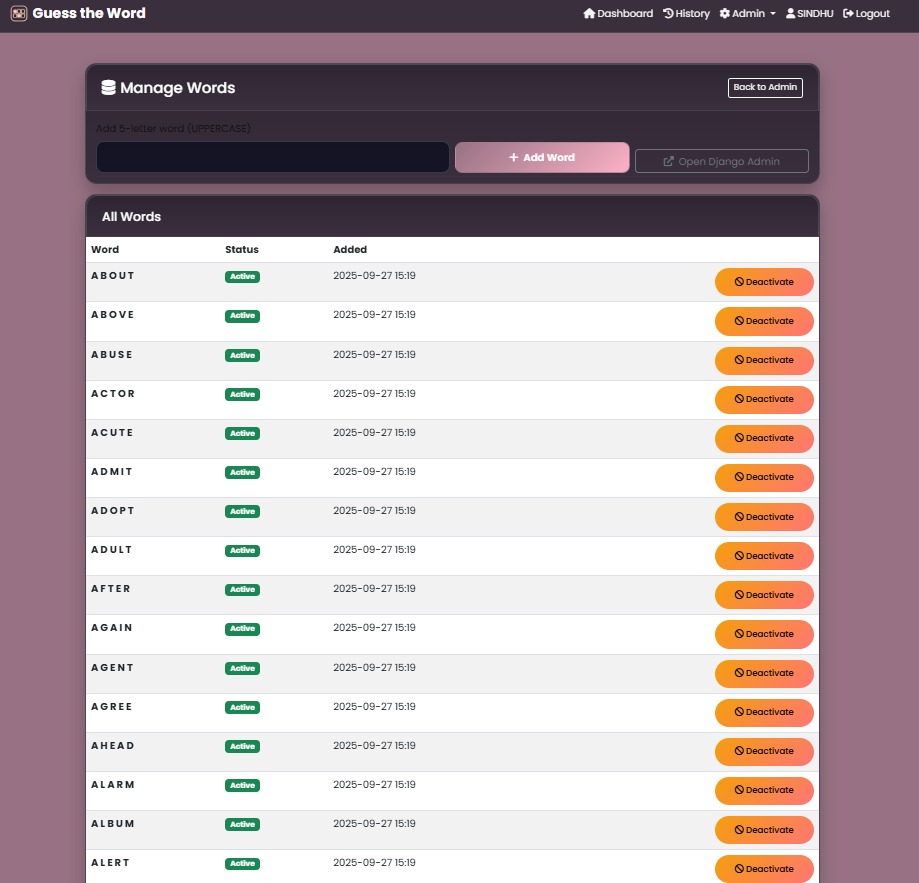 Guess the Word Dashboard History Admin SINDHU Logout
Manage Words Back to Admin
Add 5-letter word (UPPERCASE)
Add Word Open Django Admin
All Words
Word Status Added
ABOUT Active 2025-09-27 15:19 Deactivate
ABOVE Active 2025-09-27 15:19 Deactivate
ABUSE Active 2025-09-27 15:19 Deactivate
ACTOR Active 2025-09-27 15:19 Deactivate
ACUTE Active 2025-09-27 15:19 Deactivate
ADMIT Active 2025-09-27 15:19 Deactivate
ADOPT Active 2025-09-27 15:19 Deactivate
ADULT Active 2025-09-27 15:19 Deactivate
AFTER Active 2025-09-27 15:19 Deactivate
AGAIN Active 2025-09-27 15:19 Deactivate
AGENT Active 2025-09-27 15:19 Deactivate
AGREE Active 2025-09-27 15:19 Deactivate
AHEAD Active 2025-09-27 15:19 Deactivate
ALARM Active 2025-09-27 15:19 Deactivate
ALBUM Active 2025-09-27 15:19 Deactivate
ALERT Active 2025-09-27 15:19 Deactivate